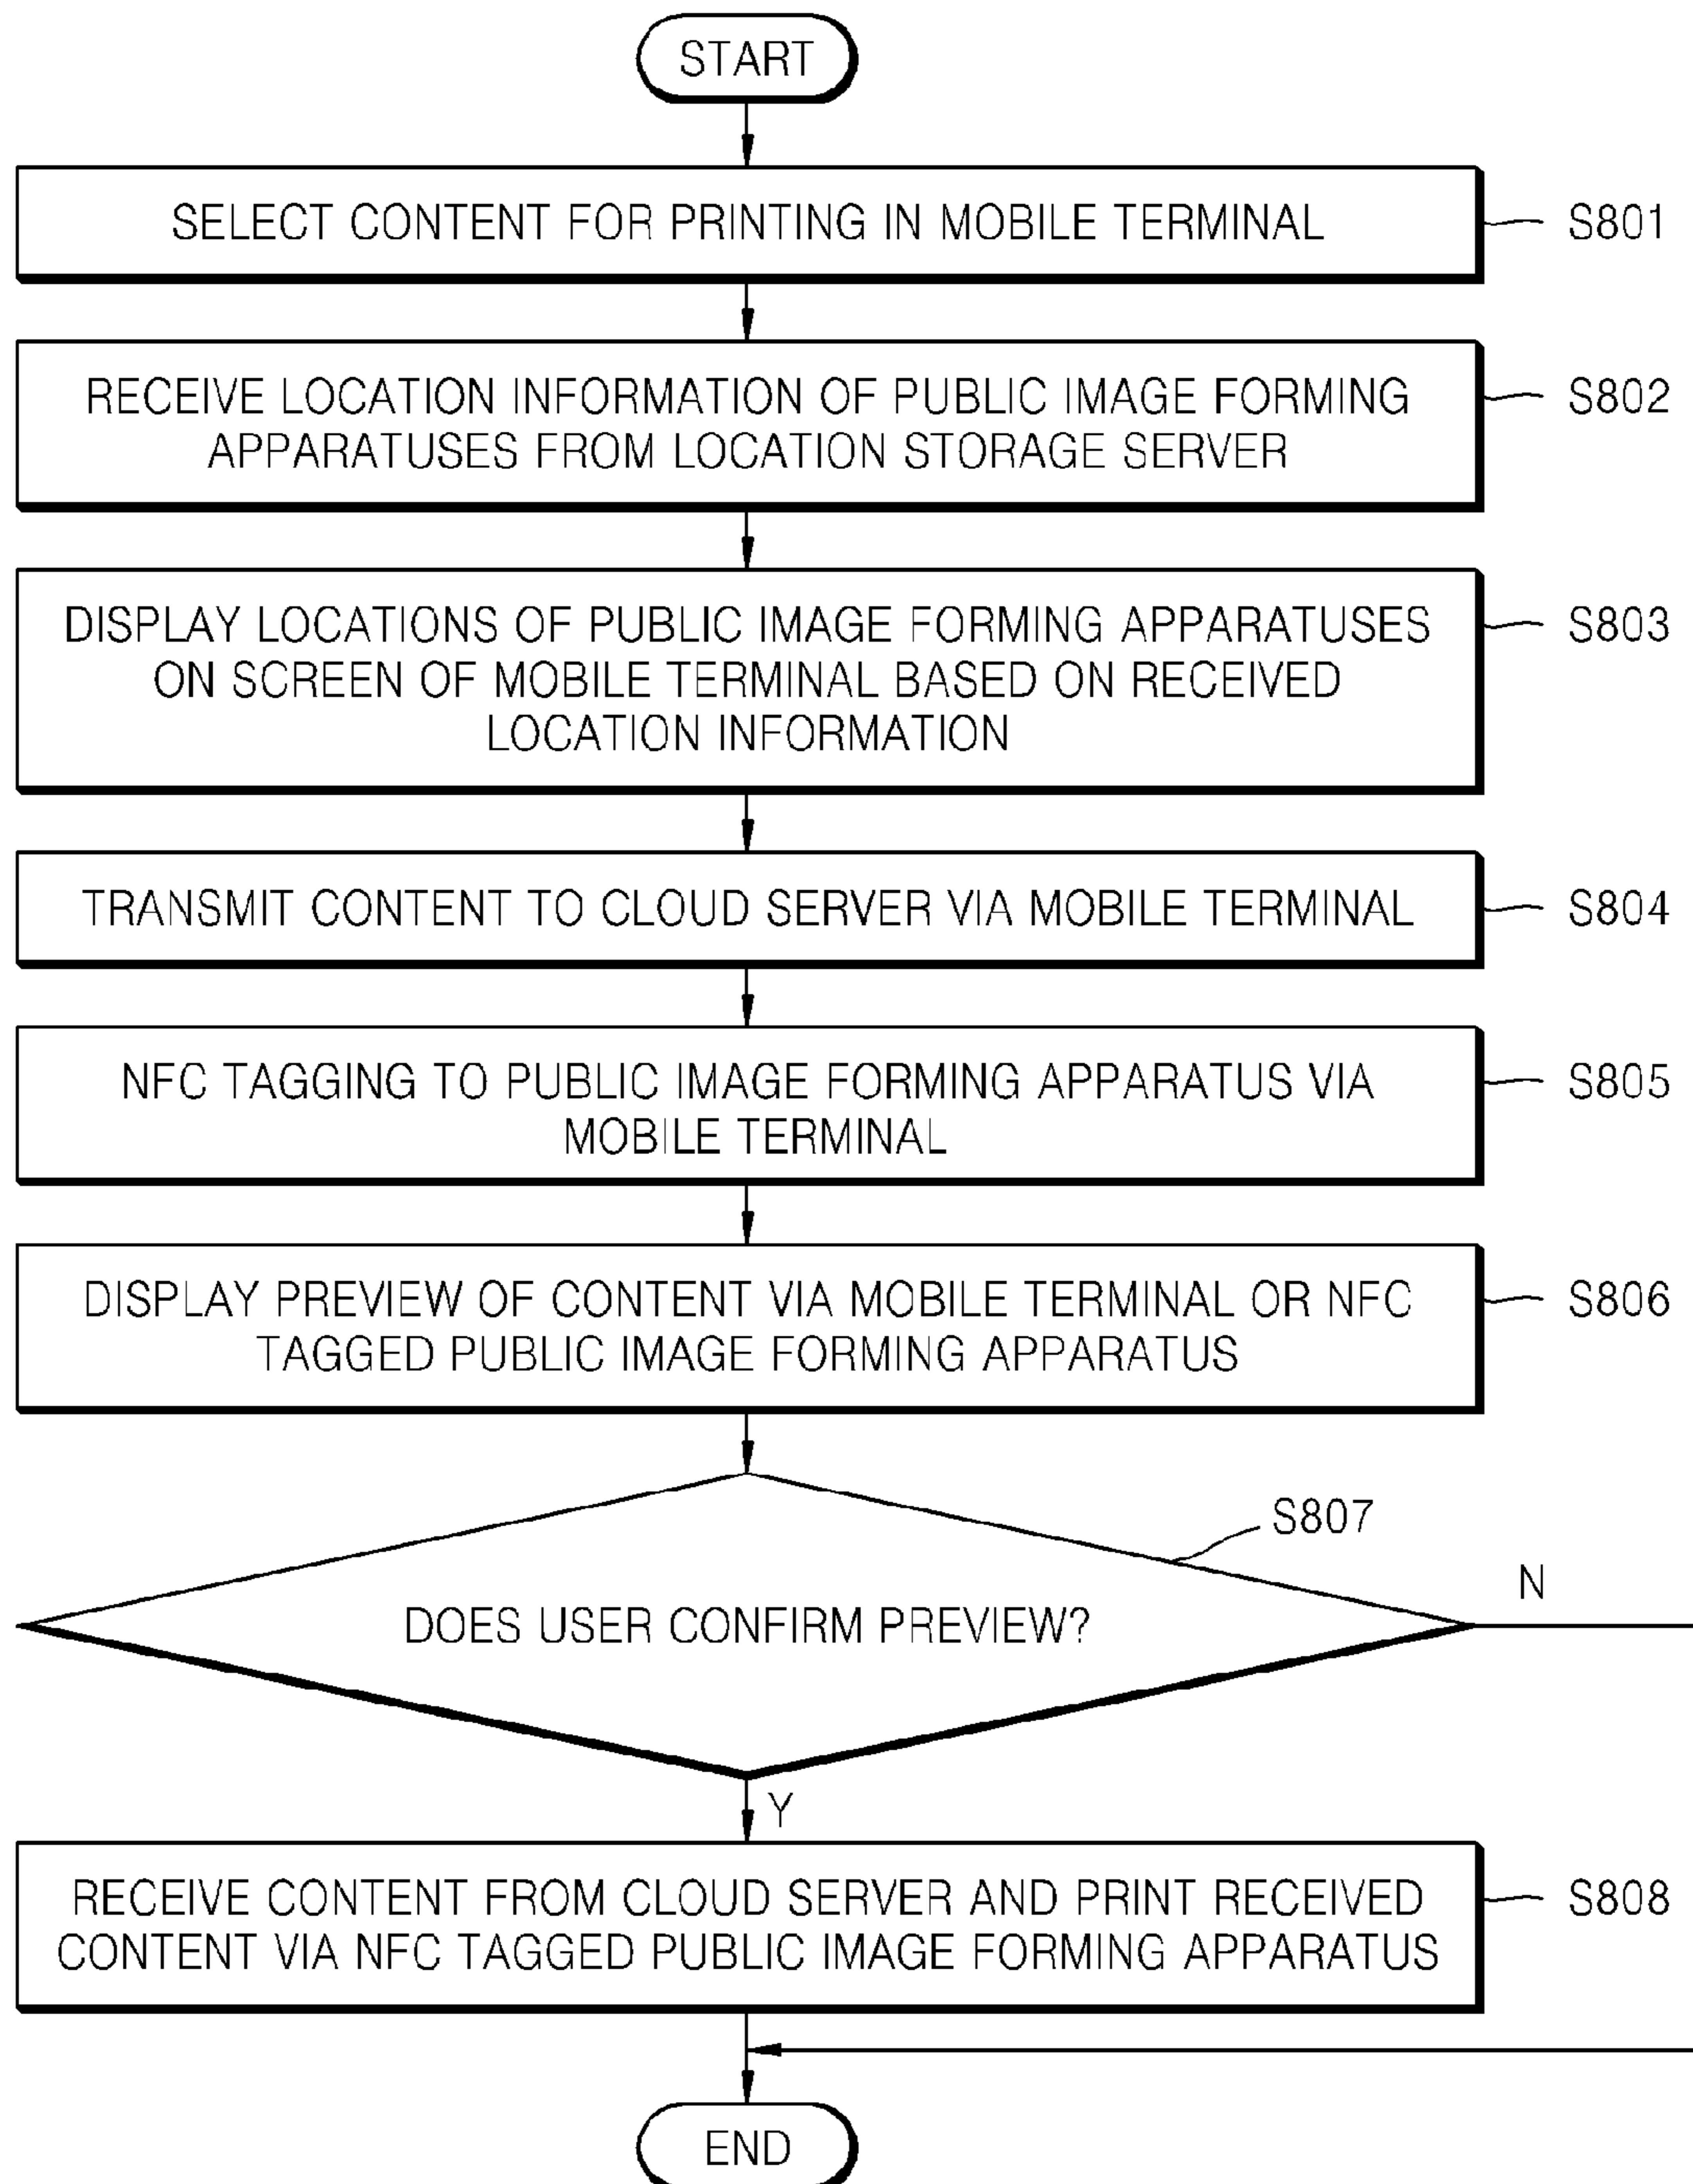 START
SELECT CONTENT FOR PRINTING IN MOBILE TERMINAL
S801
RECEIVE LOCATION INFORMATION OF PUBLIC IMAGE FORMING
APPARATUSES FROM LOCATION STORAGE SERVER
S802
DISPLAY LOCATIONS OF PUBLIC IMAGE FORMING APPARATUSES
ON SCREEN OF MOBILE TERMINAL BASED ON RECEIVED
LOCATION INFORMATION
S803
TRANSMIT CONTENT TO CLOUD SERVER VIA MOBILE TERMINAL
S804
NFC TAGGING TO PUBLIC IMAGE FORMING APPARATUS VIA
MOBILE TERMINAL
S805
DISPLAY PREVIEW OF CONTENT VIA MOBILE TERMINAL OR NFC
TAGGED PUBLIC IMAGE FORMING APPARATUS
S806
S807
N
DOES USER CONFIRM PREVIEW?
Y
RECEIVE CONTENT FROM CLOUD SERVER AND PRINT RECEIVED
CONTENT VIA NFC TAGGED PUBLIC IMAGE FORMING APPARATUS
S808
END